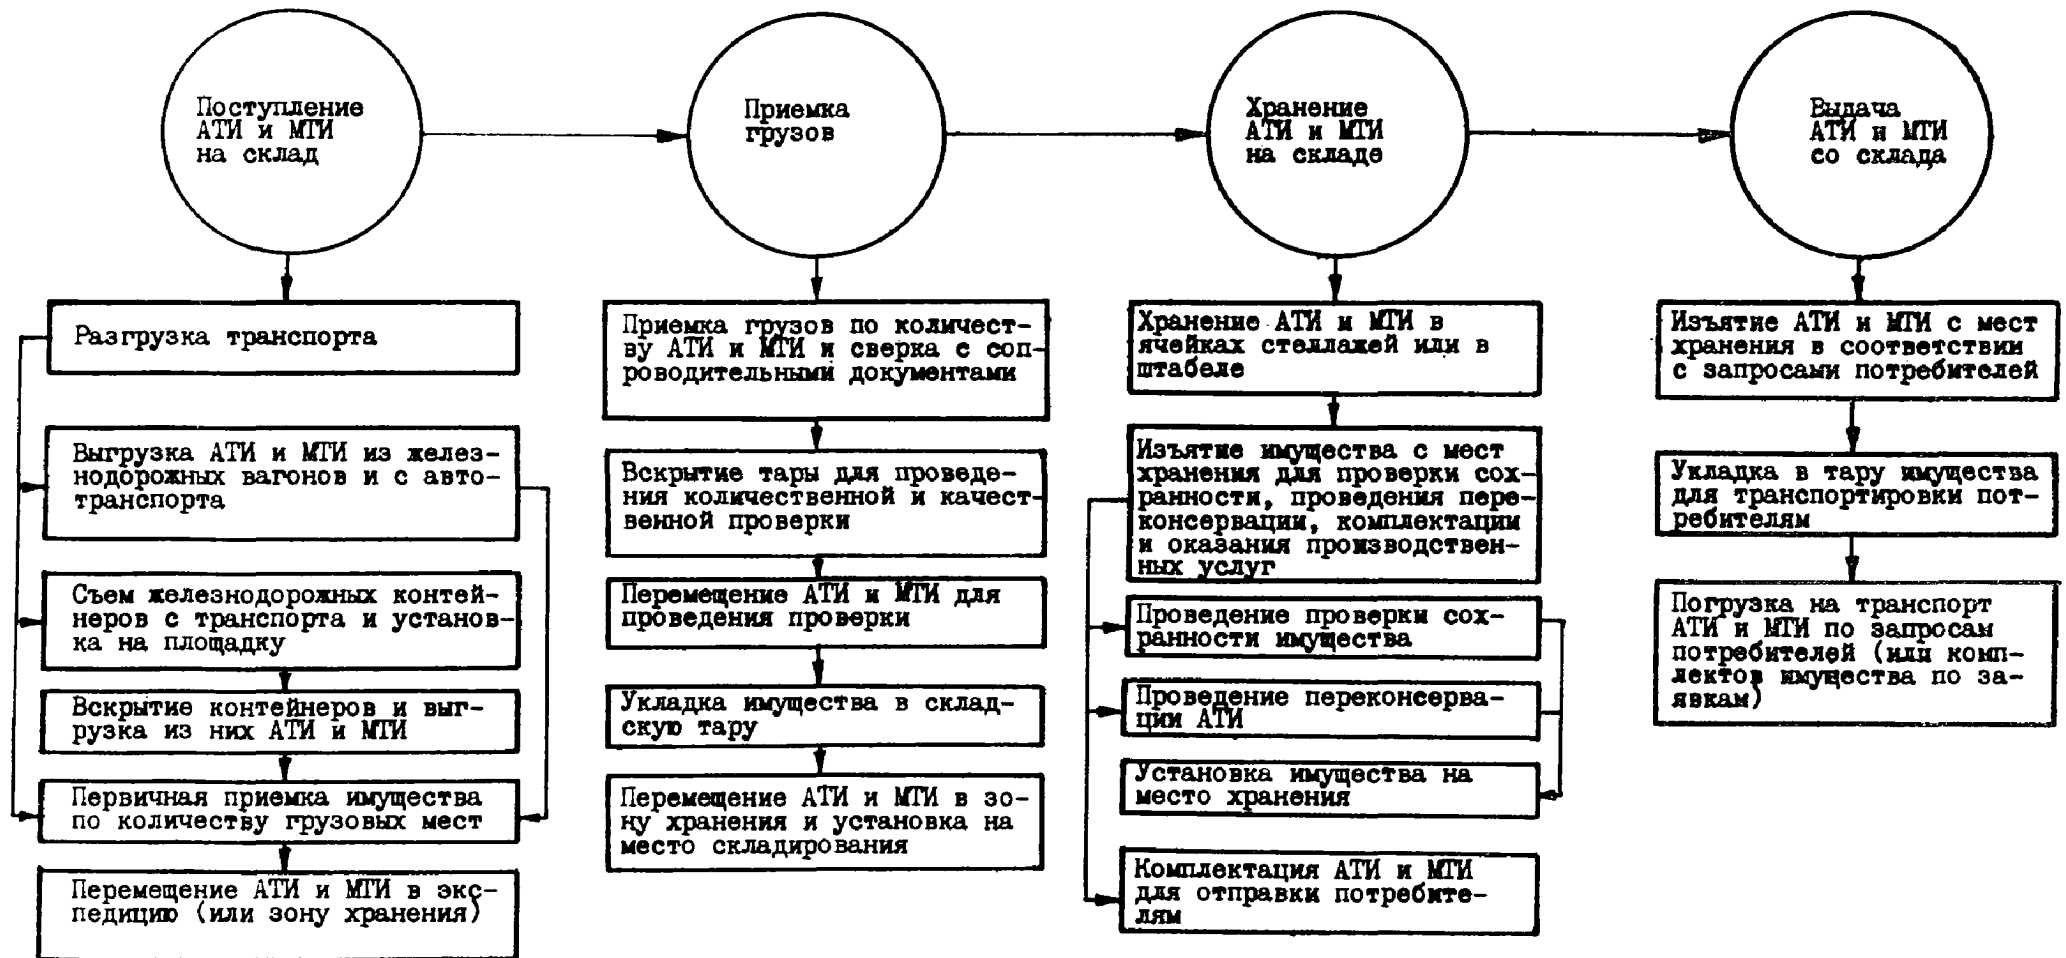 Поступление
АТИ и МТИ
на склад
Приемка
грузов
Хранение
АТИ и МТИ
на складе
Выдача
АТИ и МТИ
со склада
Разгрузка транспорта
Выгрузка АТИ и МТИ из желез-
нодорожных вагонов и с авто-
транспорта
Съем железнодорожных контей-
неров с транспорта и установ-
ка на площадку
Вскрытие контейнеров и выг-
рузка из них АТИ и МТИ
Первичная приемка имущества
по количеству грузовых мест
Перемещение АТИ и МТИ в экс-
педицию (или зону хранения)
Приемка грузов по количест-
ву АТИ и МТИ и сверка с соп-
роводительными документами
Вскрытие тары для проведе-
ния количественной и качест-
венной проверки
Перемещение АТИ и МТИ для
проведения проверки
Укладка имущества в склад-
скую тару
Перемещение АТИ и МТИ в зо-
ну хранения и установка на
место складирования
Хранение АТИ и МТИ в
ячейках стеллажей или в
штабеле
Изъятие имущества с мест
хранения для проверки сох-
ранности, проведения пере-
консервации, комплектации
и оказания производствен-
ных услуг
Проведение проверки сох-
ранности имущества
Проведение переконсерва-
ции АТИ
Установка имущества на
место хранения
Комплектация АТИ и МТИ
для отправки потребите-
лям
Изъятие АТИ и МТИ с мест
хранения в соответствии
с запросами потребителей
Укладка в тару имущества
для транспортировки пот-
ребителям
Погрузка на транспорт
АТИ и МТИ по запросам
потребителей (или комп-
лектов имущества по за-
явкам)